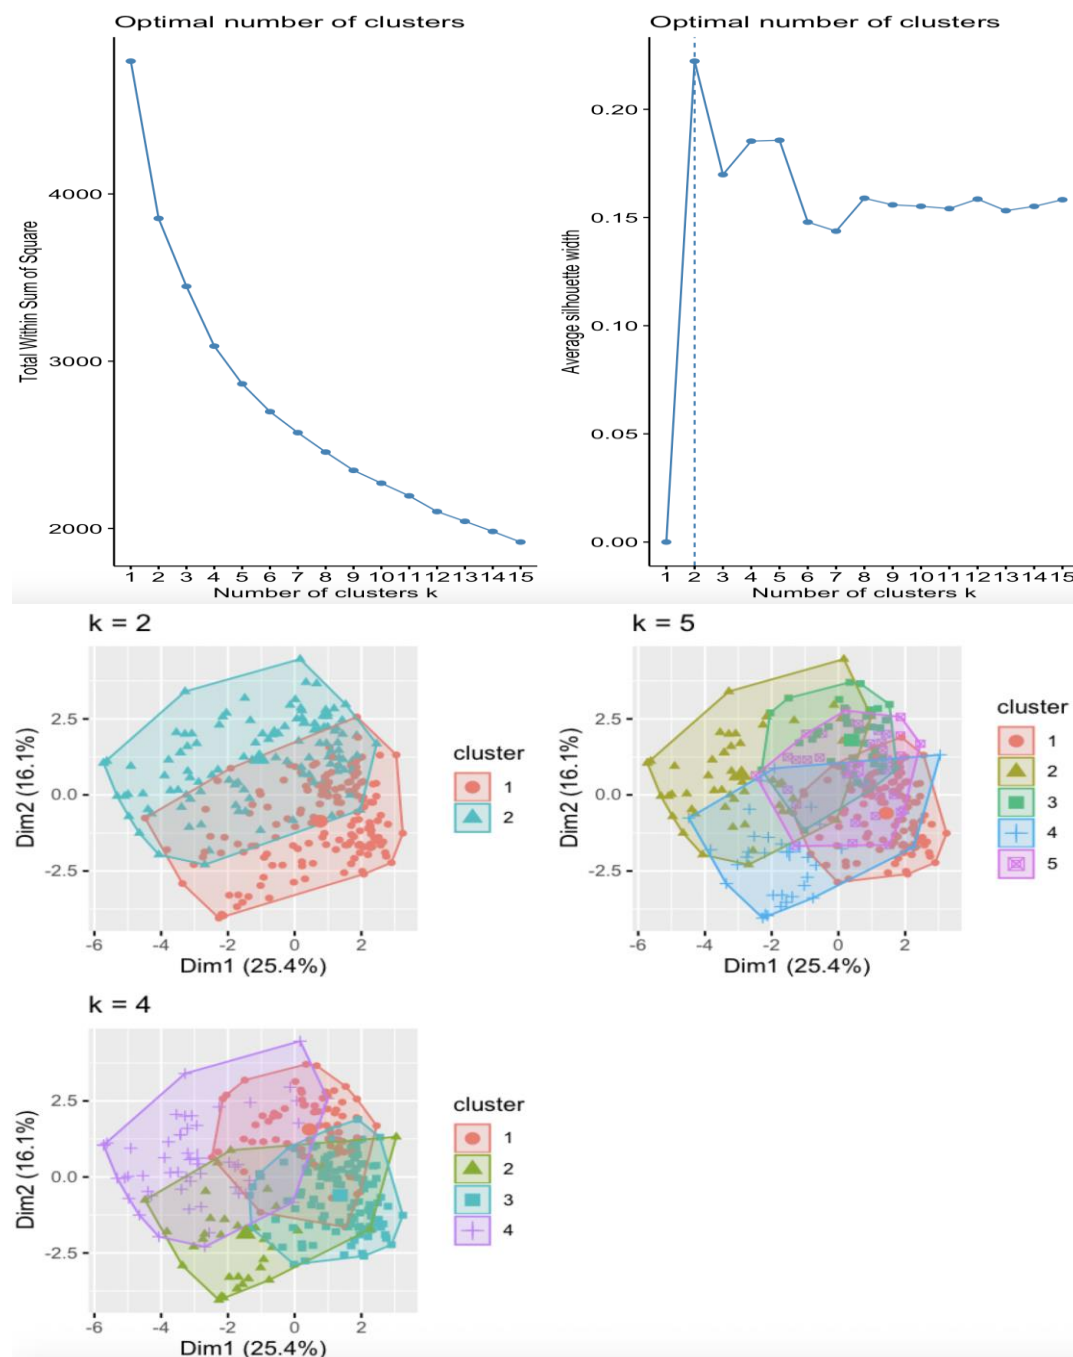 Optimal number of clusters
Total Within Sum of Square
4000
3000
2000
1 2 3 4 5 6 7 8 9 10 11 12 13 14 15
Number of clusters k
Optimal number of clusters
Average silhouette width
0.20
0.15
0.10
0.05
0.00
1 2 3 4 5 6 7 8 9 10 11 12 13 14 15
Number of clusters k
k = 2
Dim2 (16.1%)
2.5
0.0
-2.5
-6 -4 -2 0 2
Dim1 (25.4%)
cluster
1
2
k = 5
Dim2 (16.1%)
2.5
0.0
-2.5
-6 -4 -2 0 2
Dim1 (25.4%)
cluster
1
2
3
4
5
k = 4
Dim2 (16.1%)
2.5
0.0
-2.5
-6 -4 -2 0 2
Dim1 (25.4%)
cluster
1
2
3
4